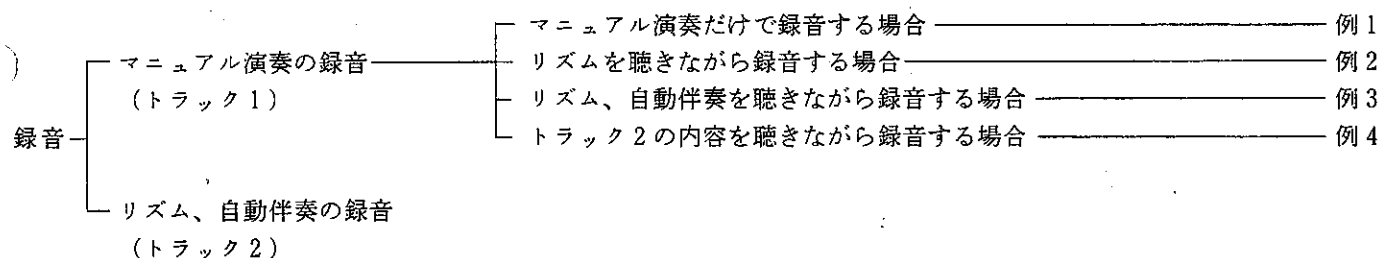 マニュアル演奏だけで録音する場合 例1
マニュアル演奏の録音 リズムを聴きながら録音する場合 例2
(トラック1) リズム、自動伴奏を聴きながら録音する場合 例3
録音 トラック2の内容を聴きながら録音する場合 例4
リズム、自動伴奏の録音
(トラック2)